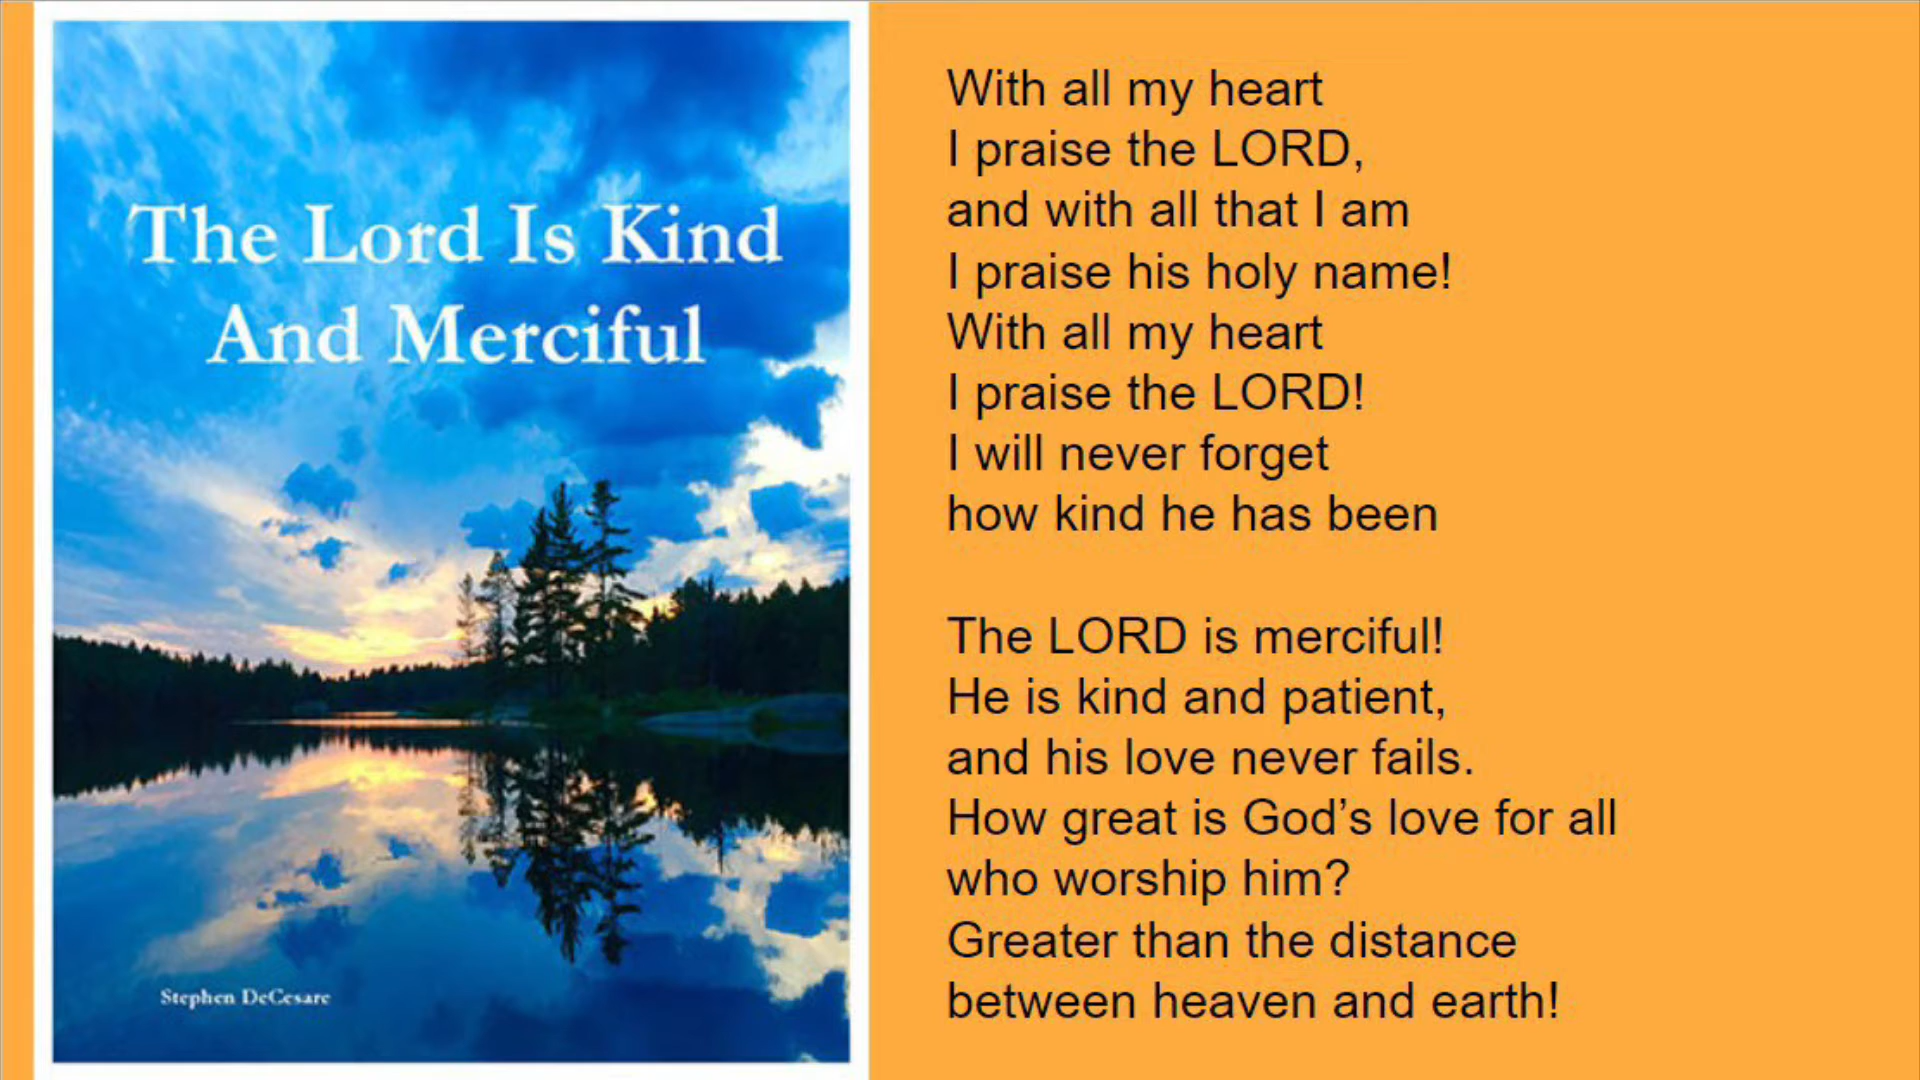 The Lord Is Kind
And Merciful
Stephen DeCesare
With all my heart
I praise the LORD,
and with all that I am
I praise his holy name!
With all my heart
I praise the LORD!
I will never forget
how kind he has been
The LORD is merciful!
He is kind and patient,
and his love never fails.
How great is God’s love for all
who worship him?
Greater than the distance
between heaven and earth!